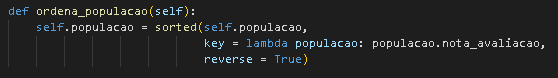 def ordena_populacao(self):
    self.populacao = sorted(self.populacao,
                            key = lambda populacao: populacao.nota_avaliacao,
                            reverse = True)